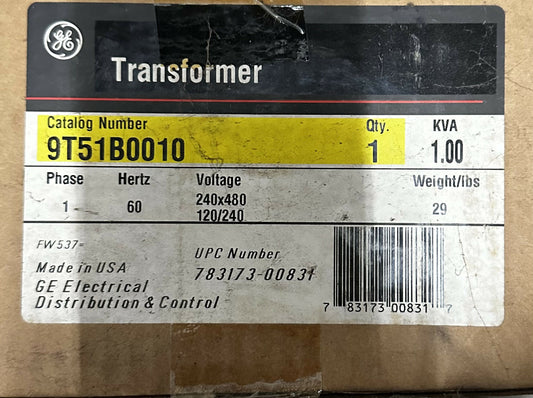 GE
Transformer
Catalog Number Qty. KVA
9T51B0010 1 1.00
Phase Hertz Voltage Weight/lbs
1 60 240x480 29
120/240
FW537-
UPC Number
Made in USA 783173-00831
GE Electrical
Distribution & Control
7 83173 00831 7